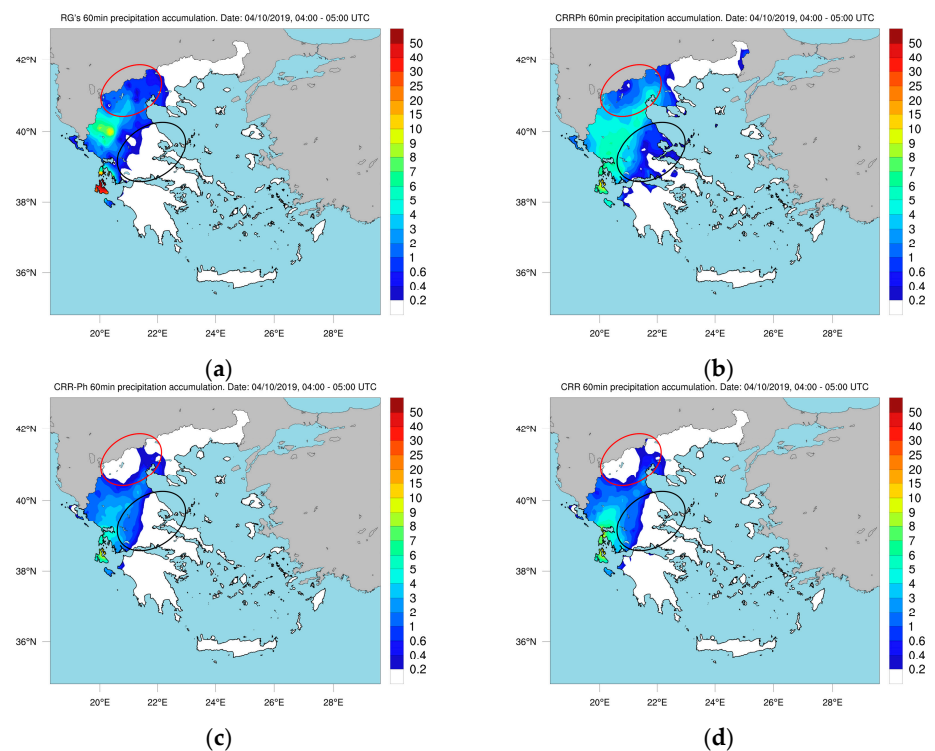 RG's 60min precipitation accumulation. Date: 04/10/2019, 04:00 - 05:00 UTC
42°N
40°N
38°N
36°N
20°E 22°E 24°E 26°E 28°E
50
40
30
25
20
15
10
9
8
7
6
5
4
3
2
1
0.6
0.4
0.2
(a)
CRRPh 60min precipitation accumulation. Date: 04/10/2019, 04:00 - 05:00 UTC
42°N
40°N
38°N
36°N
20°E 22°E 24°E 26°E 28°E
50
40
30
25
20
15
10
9
8
7
6
5
4
3
2
1
0.6
0.4
0.2
(b)
CRR-Ph 60min precipitation accumulation. Date: 04/10/2019, 04:00 - 05:00 UTC
42°N
40°N
38°N
36°N
20°E 22°E 24°E 26°E 28°E
50
40
30
25
20
15
10
9
8
7
6
5
4
3
2
1
0.6
0.4
0.2
(c)
CRR 60min precipitation accumulation. Date: 04/10/2019, 04:00 - 05:00 UTC
42°N
40°N
38°N
36°N
20°E 22°E 24°E 26°E 28°E
50
40
30
25
20
15
10
9
8
7
6
5
4
3
2
1
0.6
0.4
0.2
(d)